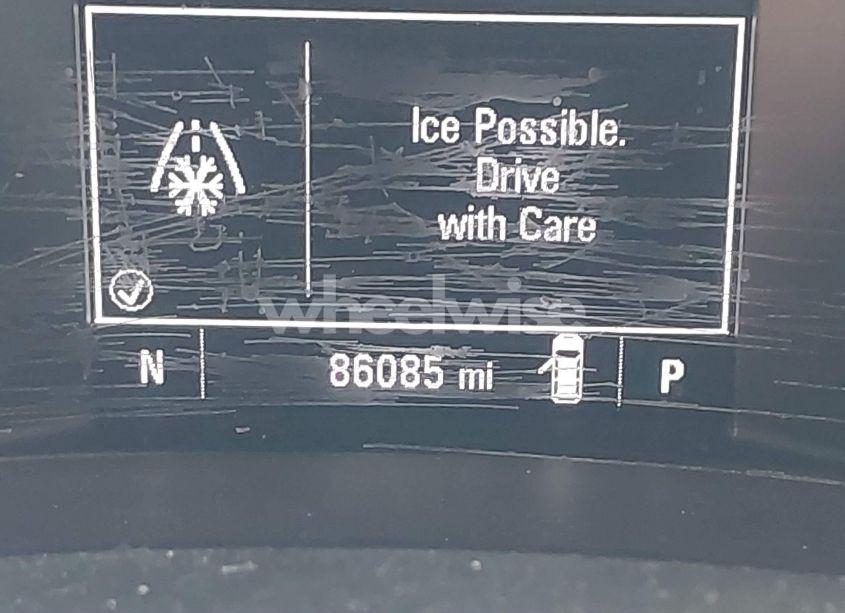 Ice Possible.
Drive
with Care
wheelwise
N 86085 mi P